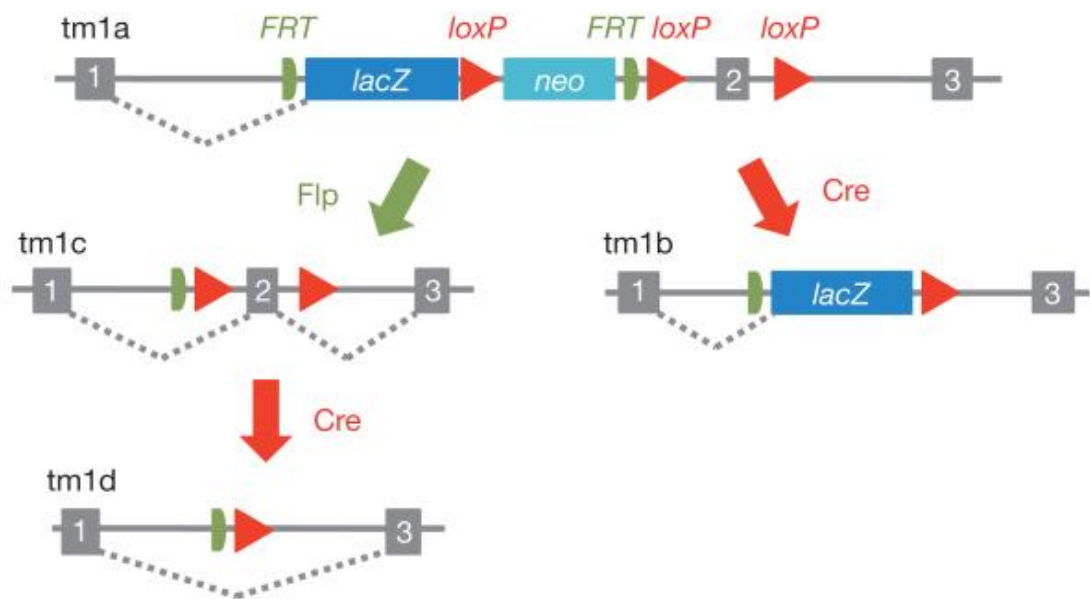 tm1a
FRT loxP FRT loxP loxP
1 lacZ neo 2 3
Flp Cre
tm1c tm1b
1 2 3 1 lacZ 3
Cre
tm1d
1 3